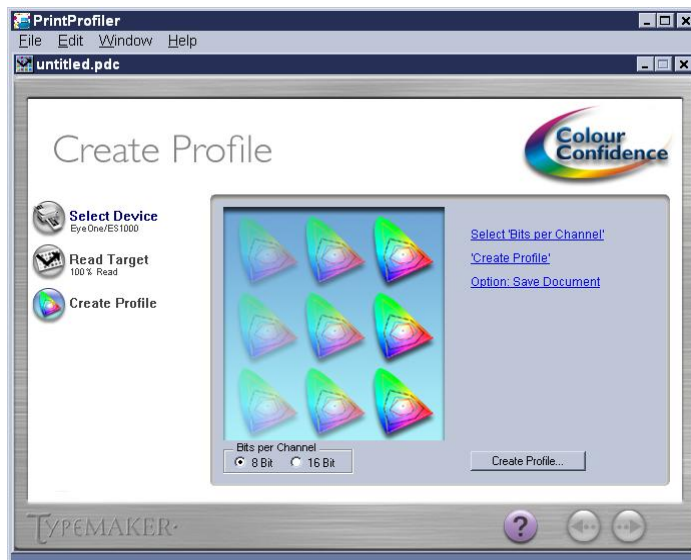 PrintProfiler
File Edit Window Help
untitled.pdc
Create Profile
Colour
Confidence
Select Device
EyeOne/ES1000
Read Target
100% Read
Create Profile
Select 'Bits per Channel'
'Create Profile'
Option: Save Document
Bits per Channel
8 Bit 16 Bit
Create Profile...
TYPEMAKER
?